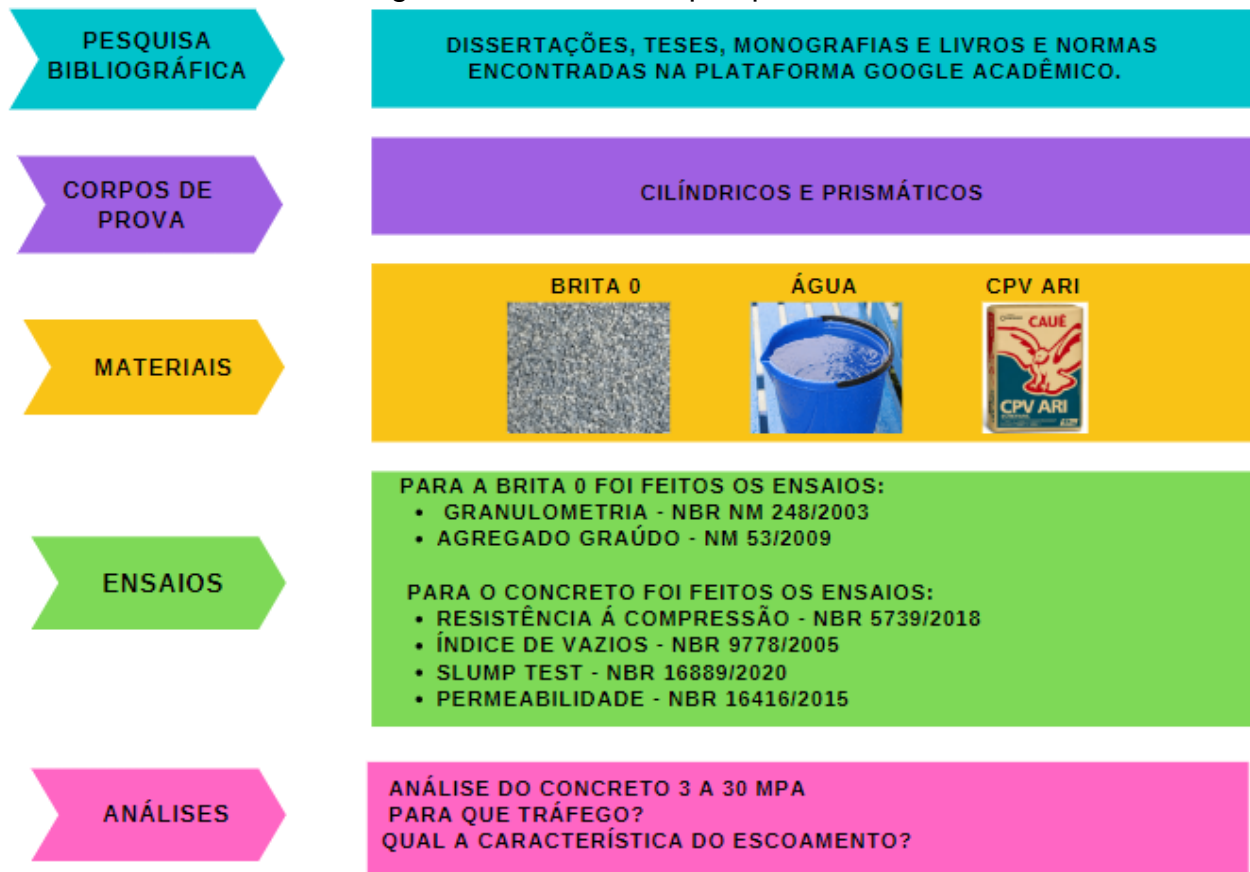 PESQUISA
BIBLIOGRÁFICA
DISSERTAÇÕES, TESES, MONOGRAFIAS E LIVROS E NORMAS
ENCONTRADAS NA PLATAFORMA GOOGLE ACADÊMICO.
CORPOS DE
PROVA
CILÍNDRICOS E PRISMÁTICOS
MATERIAIS
BRITA 0
ÁGUA
CPV ARI
CAUÊ
CPV ARI
ENSAIOS
PARA A BRITA 0 FOI FEITOS OS ENSAIOS:
• GRANULOMETRIA - NBR NM 248/2003
• AGREGADO GRAÚDO - NM 53/2009
PARA O CONCRETO FOI FEITOS OS ENSAIOS:
• RESISTÊNCIA Á COMPRESSÃO - NBR 5739/2018
• ÍNDICE DE VAZIOS - NBR 9778/2005
• SLUMP TEST - NBR 16889/2020
• PERMEABILIDADE - NBR 16416/2015
ANÁLISES
ANÁLISE DO CONCRETO 3 A 30 MPA
PARA QUE TRÁFEGO?
QUAL A CARACTERÍSTICA DO ESCOAMENTO?